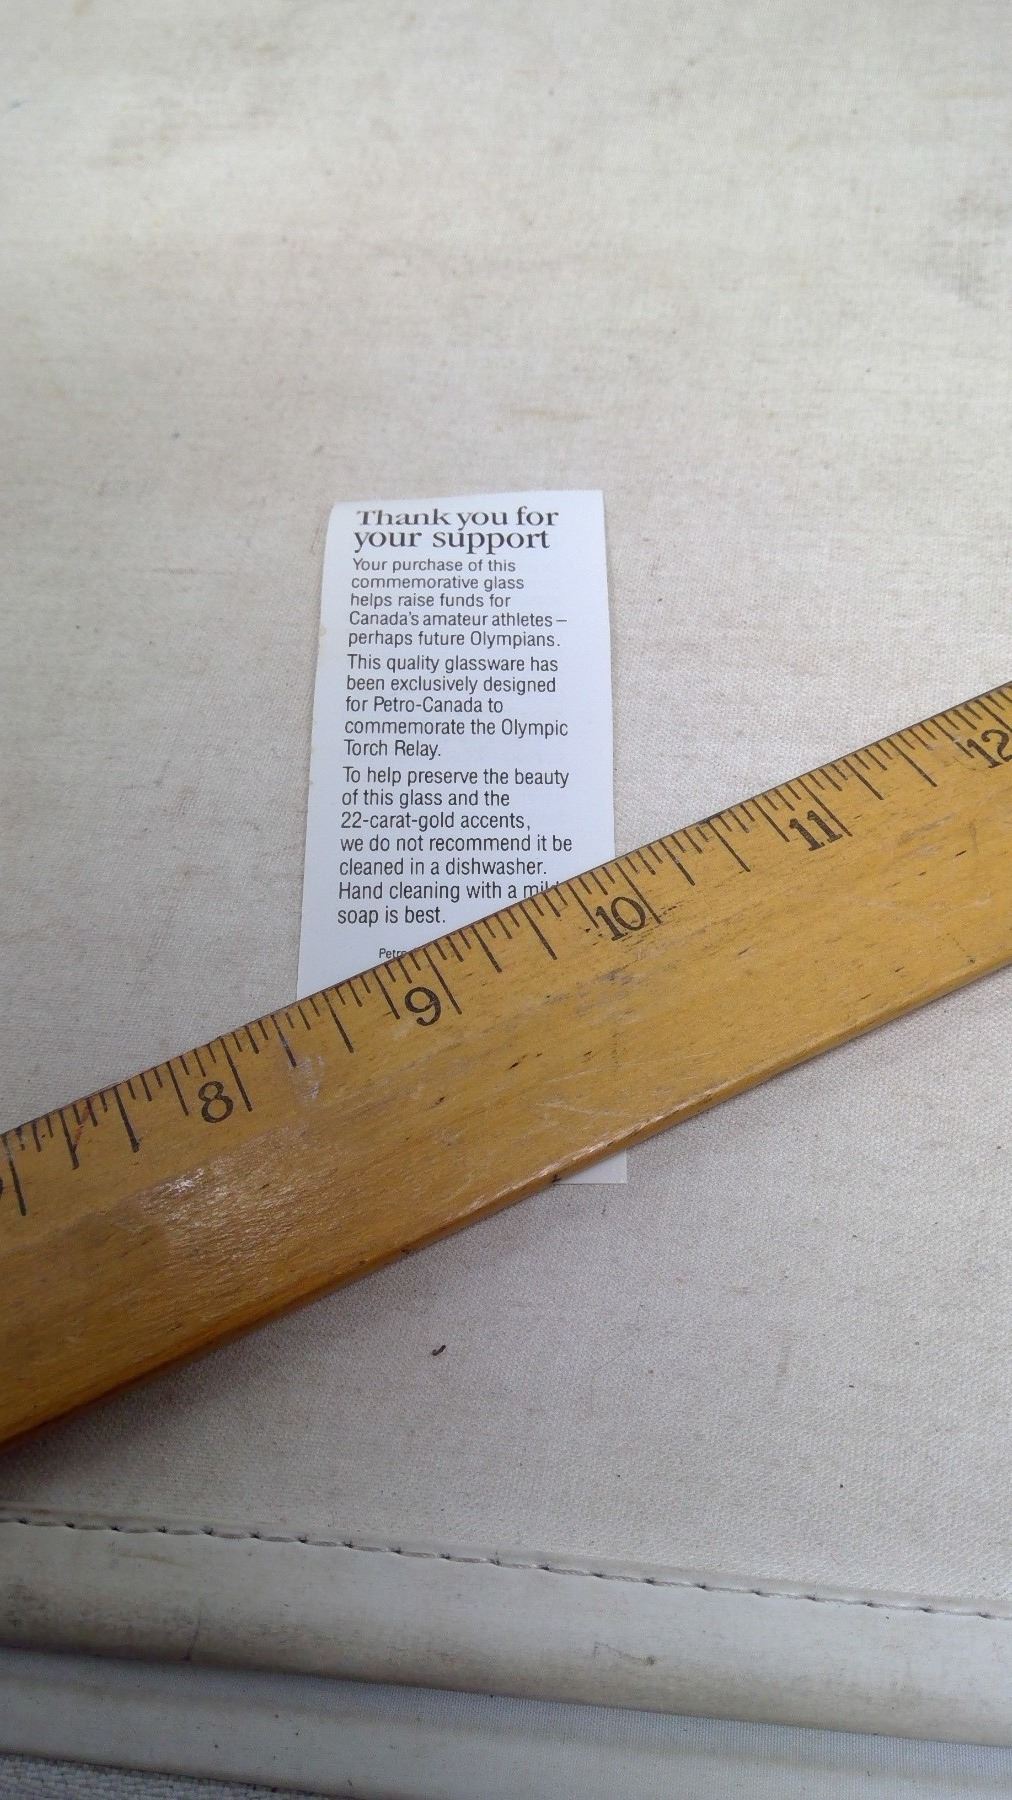 Thank you for
your support
Your purchase of this
commemorative glass
helps raise funds for
Canada's amateur athletes –
perhaps future Olympians.
This quality glassware has
been exclusively designed
for Petro-Canada to
commemorate the Olympic
Torch Relay.
To help preserve the beauty
of this glass and the
22-carat-gold accents,
we do not recommend it be
cleaned in a dishwasher.
Hand cleaning with a
soap is best.
8 9 10 11 12